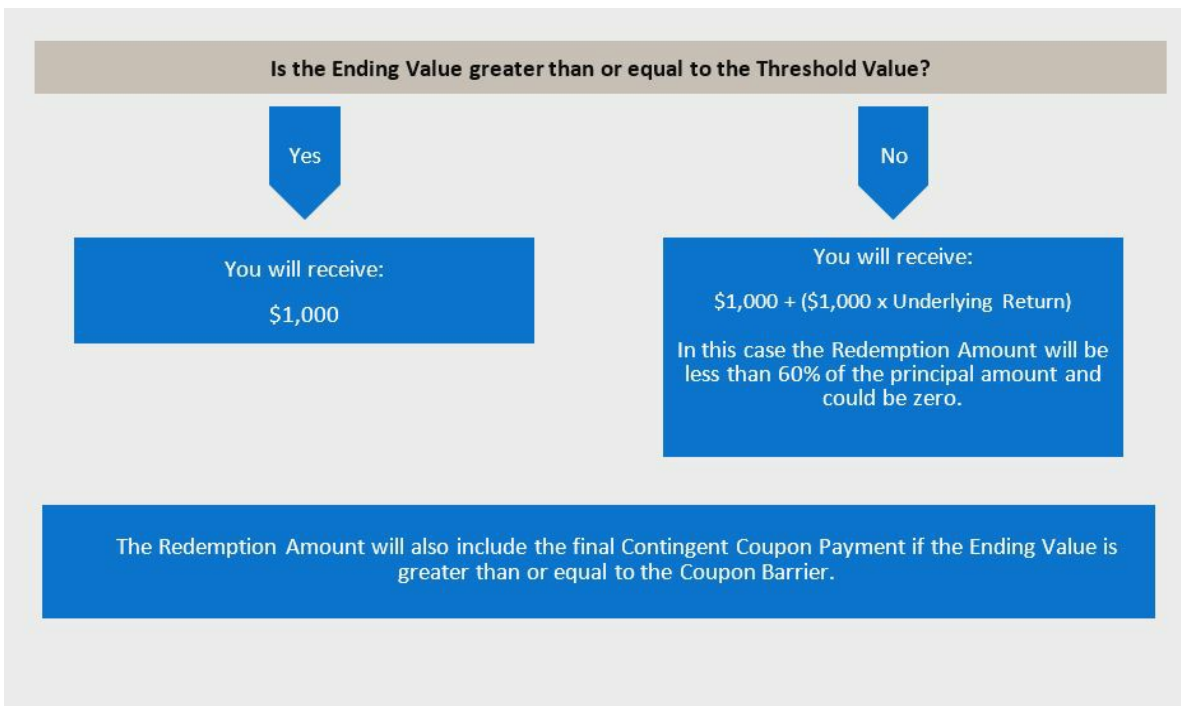 Is the Ending Value greater than or equal to the Threshold Value?
Yes
No
You will receive:
$1,000
You will receive:
$1,000 + ($1,000 x Underlying Return)
In this case the Redemption Amount will be
less than 60% of the principal amount and
could be zero.
The Redemption Amount will also include the final Contingent Coupon Payment if the Ending Value is
greater than or equal to the Coupon Barrier.